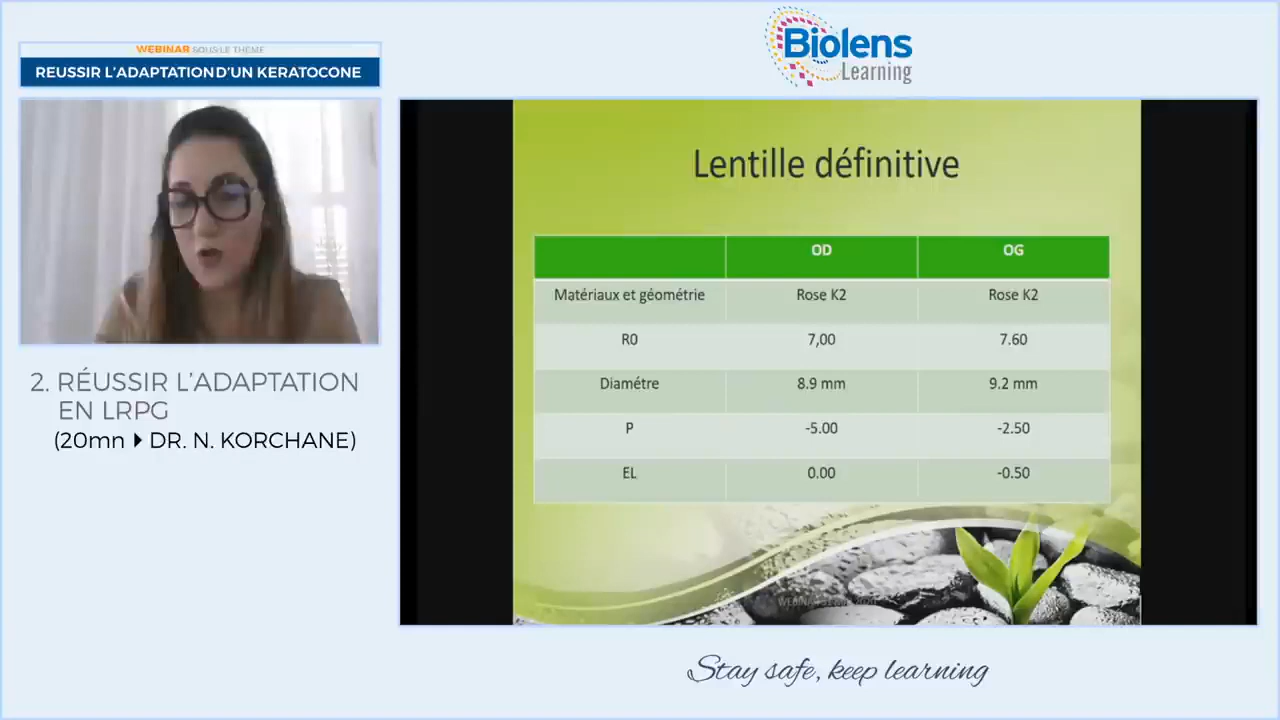 WEBINAR SOUS LE THÈME
REUSSIR L'ADAPTATION D'UN KERATOCONE
Biolens
Learning
2. RÉUSSIR L'ADAPTATION
EN LRPG
(20mn DR. N. KORCHANE)
Lentille définitive
OD OG
Matériaux et géométrie Rose K2 Rose K2
R0 7,00 7.60
Diamétre 8.9 mm 9.2 mm
P -5.00 -2.50
EL 0.00 -0.50
Stay safe, keep learning